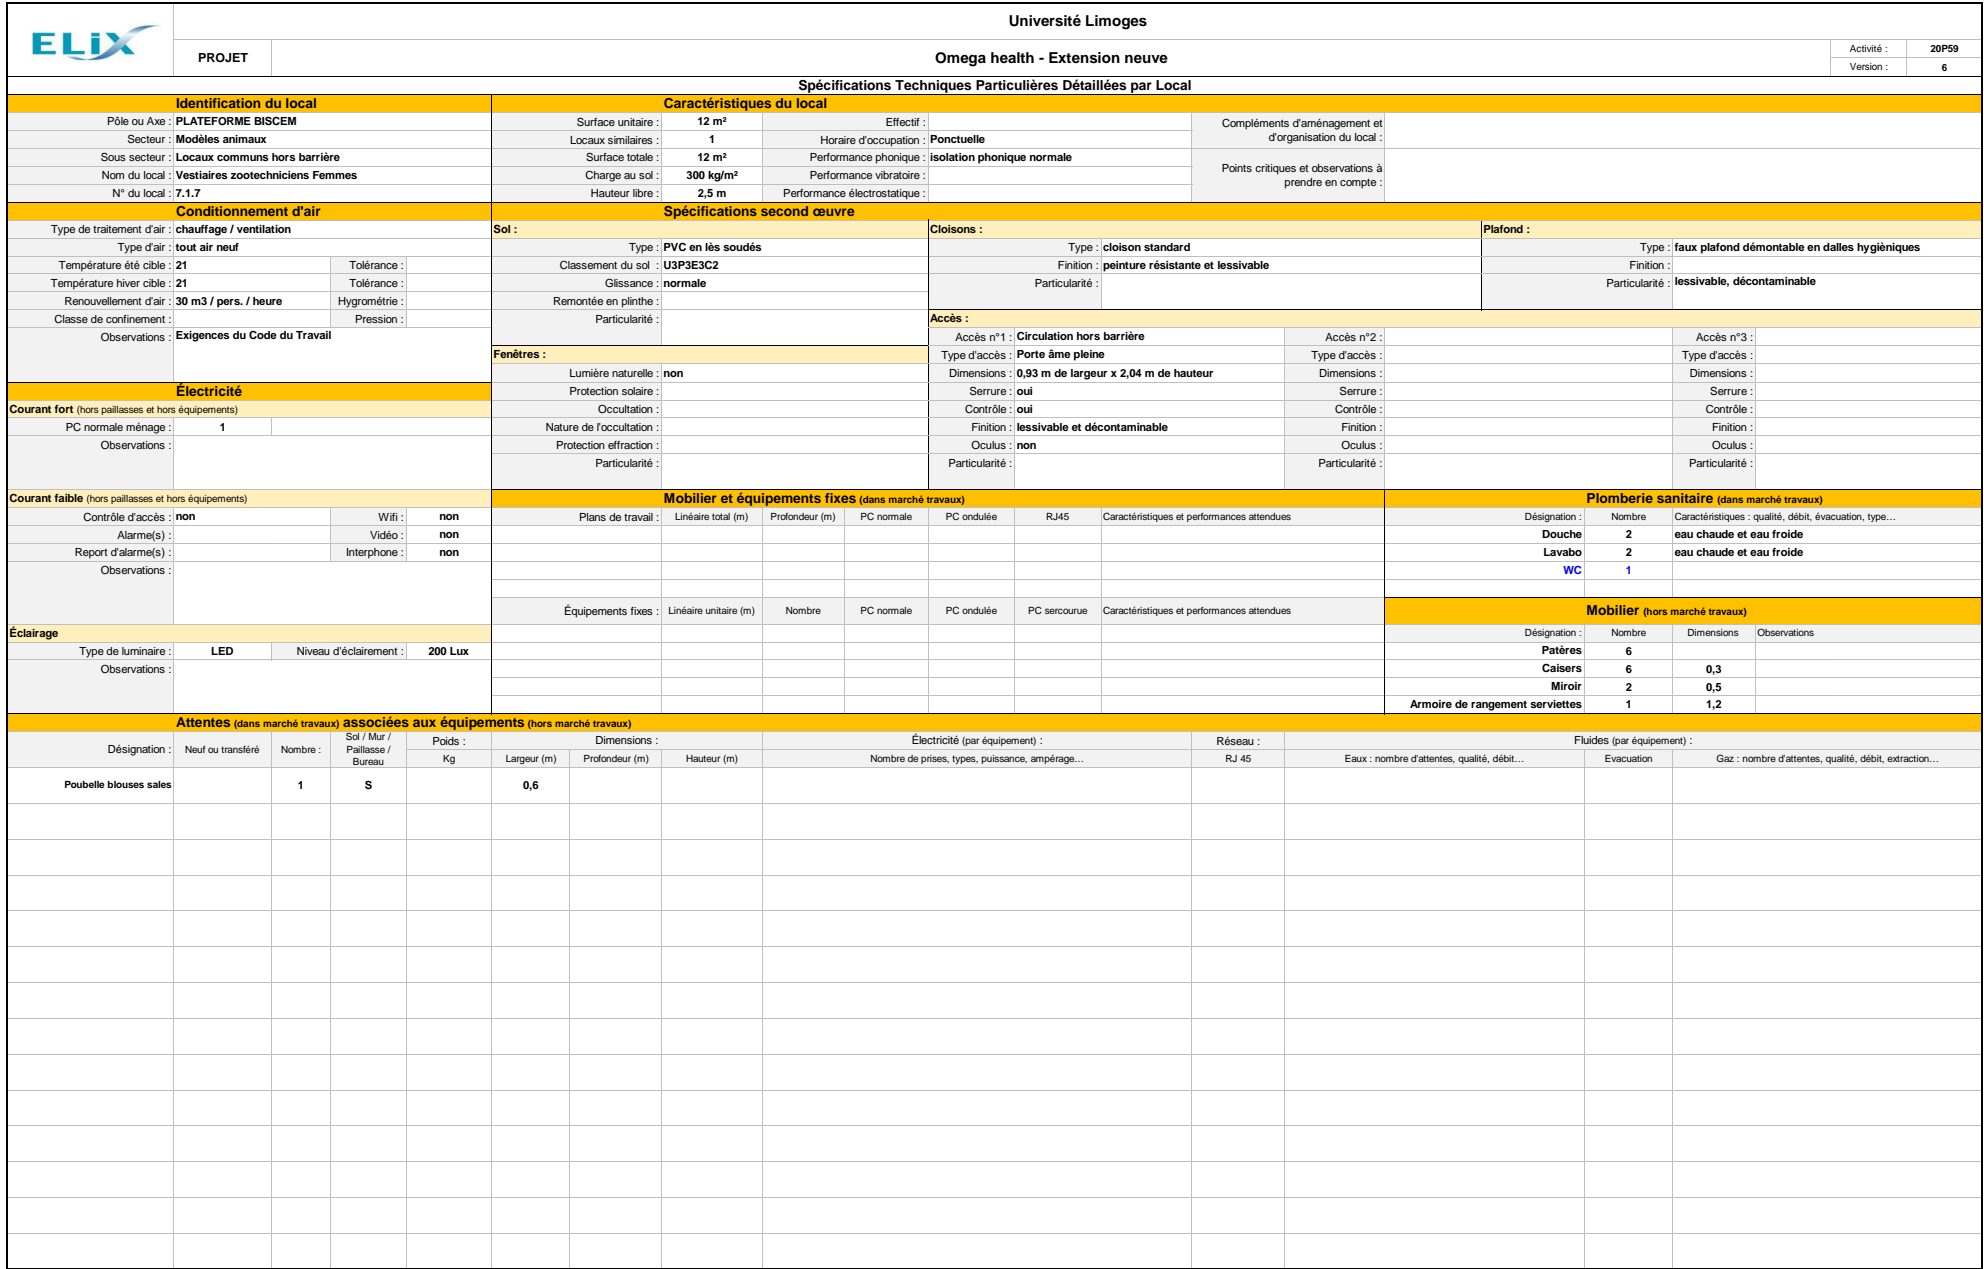 ELiX
Université Limoges
PROJET
Omega health - Extension neuve
Activité : 20P59
Version : 6
Spécifications Techniques Particulières Détaillées par Local
Identification du local
Pôle ou Axe : PLATEFORME BISCEM
Secteur : Modèles animaux
Sous secteur : Locaux communs hors barrière
Nom du local : Vestiaires zootechniciens Femmes
N° du local : 7.1.7
Caractéristiques du local
Surface unitaire : 12 m²
Locaux similaires : 1
Surface totale : 12 m²
Charge au sol : 300 kg/m²
Hauteur libre : 2,5 m
Effectif :
Horaire d'occupation : Ponctuelle
Performance phonique : isolation phonique normale
Performance vibratoire :
Performance électrostatique :
Compléments d'aménagement et
d'organisation du local :
Points critiques et observations à
prendre en compte :
Conditionnement d'air
Type de traitement d'air : chauffage / ventilation
Type d'air : tout air neuf
Température été cible : 21 Tolérance :
Température hiver cible : 21 Tolérance :
Renouvellement d'air : 30 m3 / pers. / heure Hygrométrie :
Classe de confinement : Pression :
Observations : Exigences du Code du Travail
Spécifications second œuvre
Sol :
Type : PVC en lès soudés
Classement du sol : U3P3E3C2
Glissance : normale
Remontée en plinthe :
Particularité :
Cloisons :
Type : cloison standard
Finition : peinture résistante et lessivable
Particularité :
Plafond :
Type : faux plafond démontable en dalles hygièniques
Finition :
Particularité : lessivable, décontaminable
Fenêtres :
Lumière naturelle : non
Protection solaire :
Occultation :
Nature de l'occultation :
Protection effraction :
Particularité :
Accès :
Accès n°1 : Circulation hors barrière Accès n°2 : Accès n°3 :
Type d'accès : Porte âme pleine Type d'accès : Type d'accès :
Dimensions : 0,93 m de largeur x 2,04 m de hauteur Dimensions : Dimensions :
Serrure : oui Serrure : Serrure :
Contrôle : oui Contrôle : Contrôle :
Finition : lessivable et décontaminable Finition : Finition :
Oculus : non Oculus : Oculus :
Particularité : Particularité : Particularité :
Électricité
Courant fort (hors paillasses et hors équipements)
PC normale ménage : 1
Observations :
Courant faible (hors paillasses et hors équipements)
Contrôle d'accès : non Wifi : non
Alarme(s) : Vidéo : non
Report d'alarme(s) : Interphone : non
Observations :
Éclairage
Type de luminaire : LED Niveau d'éclairement : 200 Lux
Observations :
Mobilier et équipements fixes (dans marché travaux)
Plans de travail : Linéaire total (m) Profondeur (m) PC normale PC ondulée RJ45 Caractéristiques et performances attendues
Équipements fixes : Linéaire unitaire (m) Nombre PC normale PC ondulée PC sercourue Caractéristiques et performances attendues
Plomberie sanitaire (dans marché travaux)
Désignation : Nombre Caractéristiques : qualité, débit, évacuation, type…
Douche 2 eau chaude et eau froide
Lavabo 2 eau chaude et eau froide
WC 1
Mobilier (hors marché travaux)
Désignation : Nombre Dimensions Observations
Patères 6
Caisers 6 0,3
Miroir 2 0,5
Armoire de rangement serviettes 1 1,2
Attentes (dans marché travaux) associées aux équipements (hors marché travaux)
Désignation : Neuf ou transféré Nombre :
Sol / Mur /
Paillasse /
Bureau
Poids : Dimensions : Électricité (par équipement) : Réseau : Fluides (par équipement) :
Kg Largeur (m) Profondeur (m) Hauteur (m) Nombre de prises, types, puissance, ampérage… RJ 45 Eaux : nombre d'attentes, qualité, débit… Evacuation Gaz : nombre d'attentes, qualité, débit, extraction…
Poubelle blouses sales 1 S 0,6